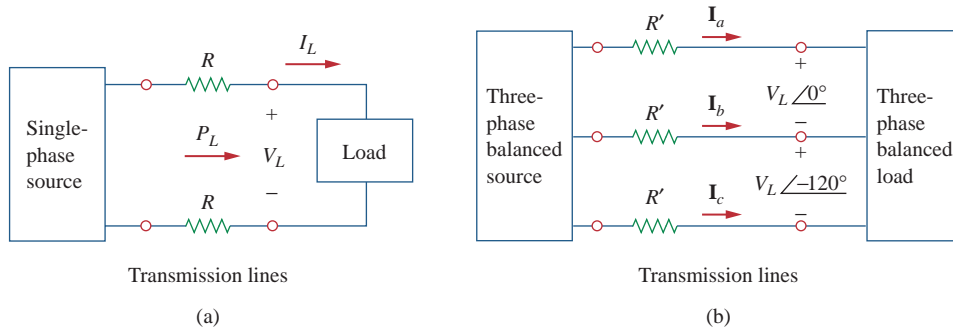 Single-
phase
source
R
I_L
P_L
+
V_L
−
Load
R
Transmission lines
(a)
Three-
phase
balanced
source
R′
I_a
+
V_L ∠0°
−
R′
I_b
+
V_L ∠−120°
−
R′
I_c
Three-
phase
balanced
load
Transmission lines
(b)